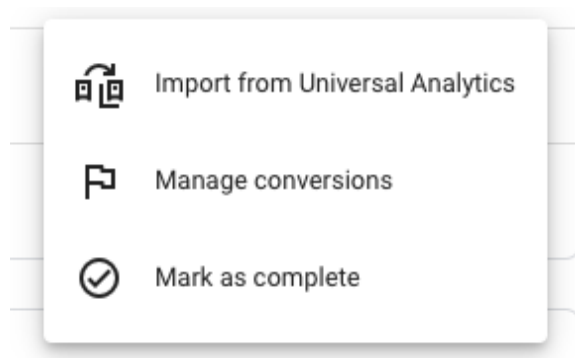 Import from Universal Analytics
Manage conversions
Mark as complete